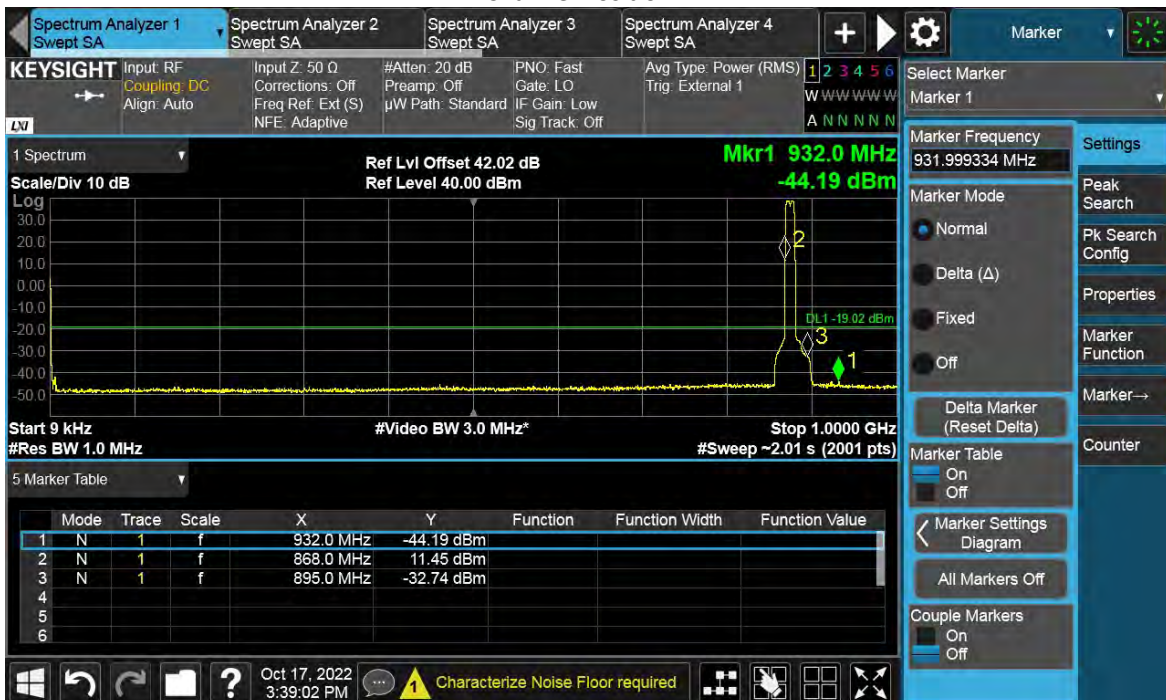 Spectrum Analyzer 1
Swept SA
Spectrum Analyzer 2
Swept SA
Spectrum Analyzer 3
Swept SA
Spectrum Analyzer 4
Swept SA
+
Marker
KEYSIGHT
LXI
Input: RF
Coupling: DC
Align: Auto
Input Z: 50 Ω
Corrections: Off
Freq Ref: Ext (S)
NFE: Adaptive
#Atten: 20 dB
Preamp: Off
µW Path: Standard
PNO: Fast
Gate: LO
IF Gain: Low
Sig Track: Off
Avg Type: Power (RMS)
Trig: External 1
1 2 3 4 5 6
W W W W W W
A N N N N N
Select Marker
Marker 1
1 Spectrum
Scale/Div 10 dB
Ref Lvl Offset 42.02 dB
Ref Level 40.00 dBm
Mkr1 932.0 MHz
-44.19 dBm
Log
30.0
20.0
10.0
0.00
-10.0
-20.0
-30.0
-40.0
-50.0
2
DL1 -19.02 dBm
3
1
Start 9 kHz
#Res BW 1.0 MHz
#Video BW 3.0 MHz*
Stop 1.0000 GHz
#Sweep ~2.01 s (2001 pts)
5 Marker Table
Mode Trace Scale X Y Function Function Width Function Value
1 N 1 f 932.0 MHz -44.19 dBm
2 N 1 f 868.0 MHz 11.45 dBm
3 N 1 f 895.0 MHz -32.74 dBm
4
5
6
Marker Frequency
931.999334 MHz
Marker Mode
Normal
Delta (Δ)
Fixed
Off
Delta Marker
(Reset Delta)
Marker Table
On
Off
Marker Settings
Diagram
All Markers Off
Couple Markers
On
Off
Settings
Peak
Search
Pk Search
Config
Properties
Marker
Function
Marker→
Counter
?
Oct 17, 2022
3:39:02 PM
1
Characterize Noise Floor required